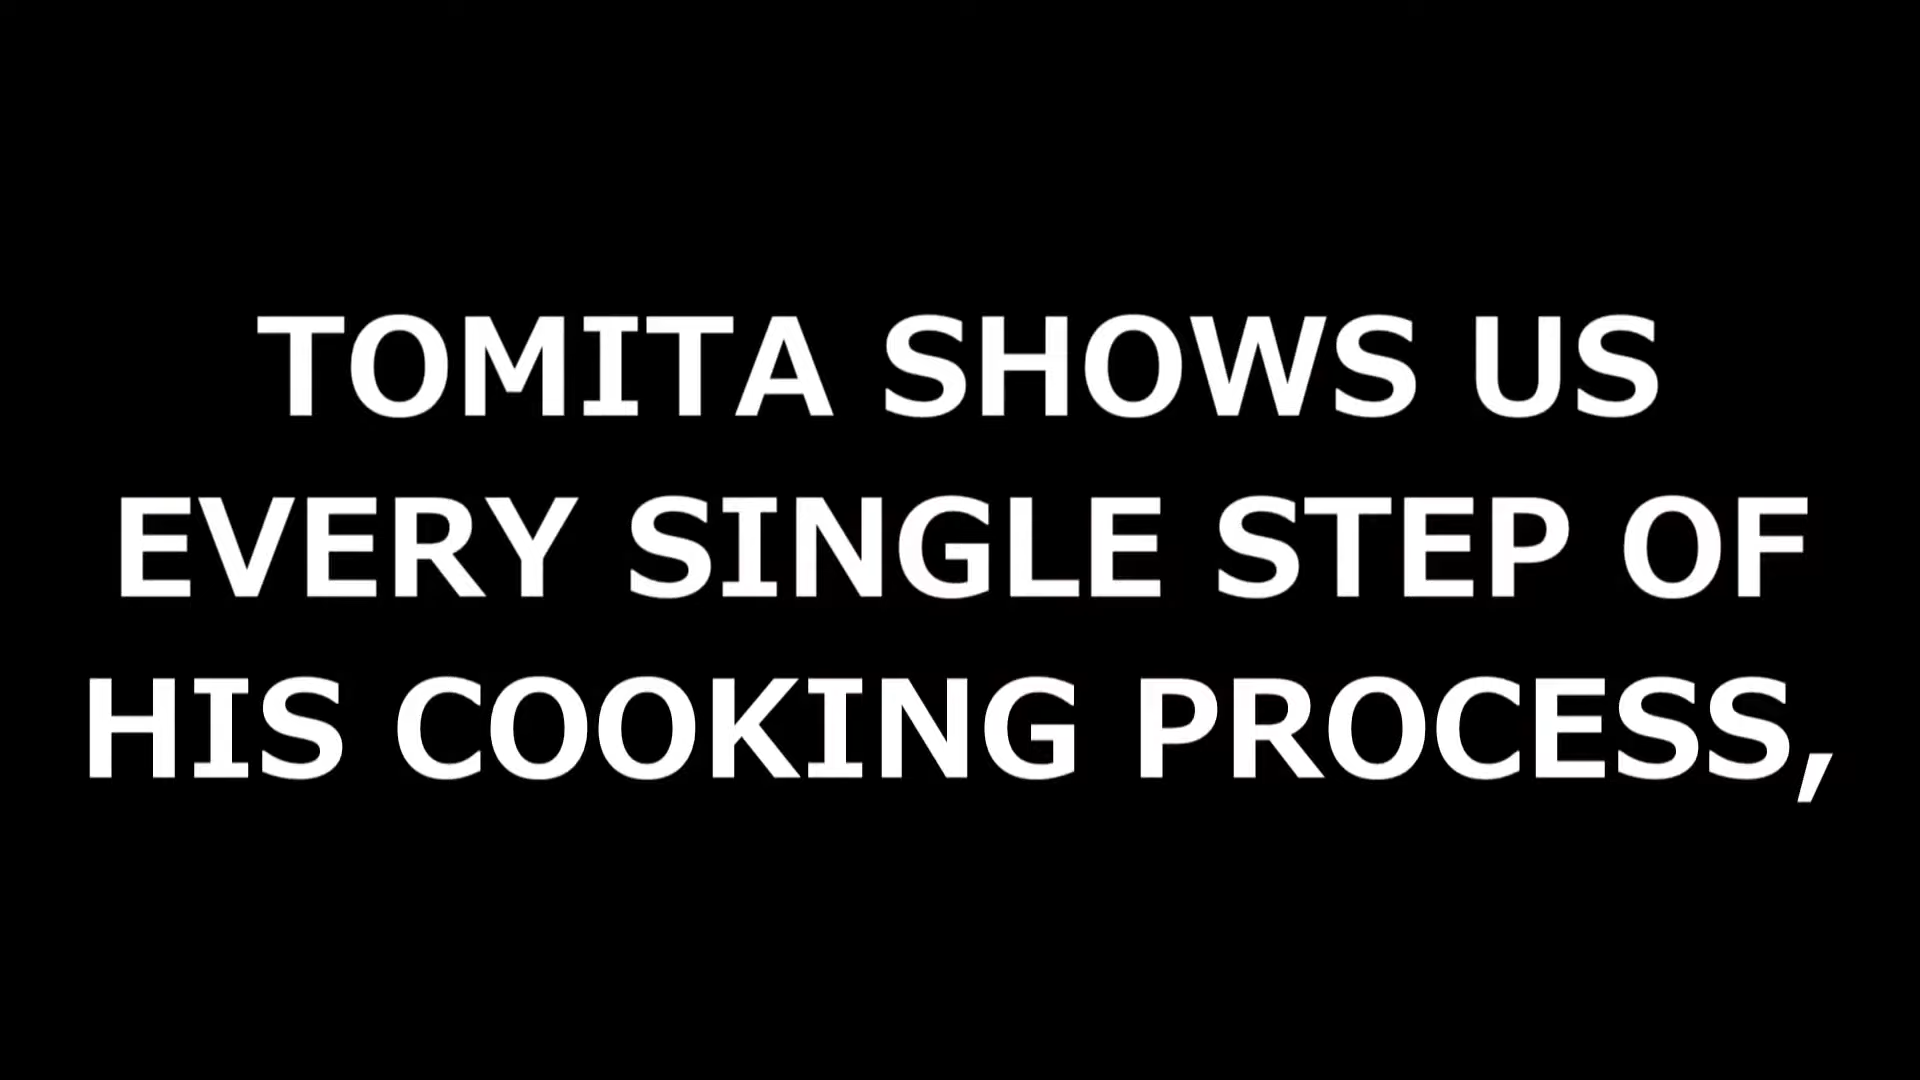 TOMITA SHOWS US
EVERY SINGLE STEP OF
HIS COOKING PROCESS,